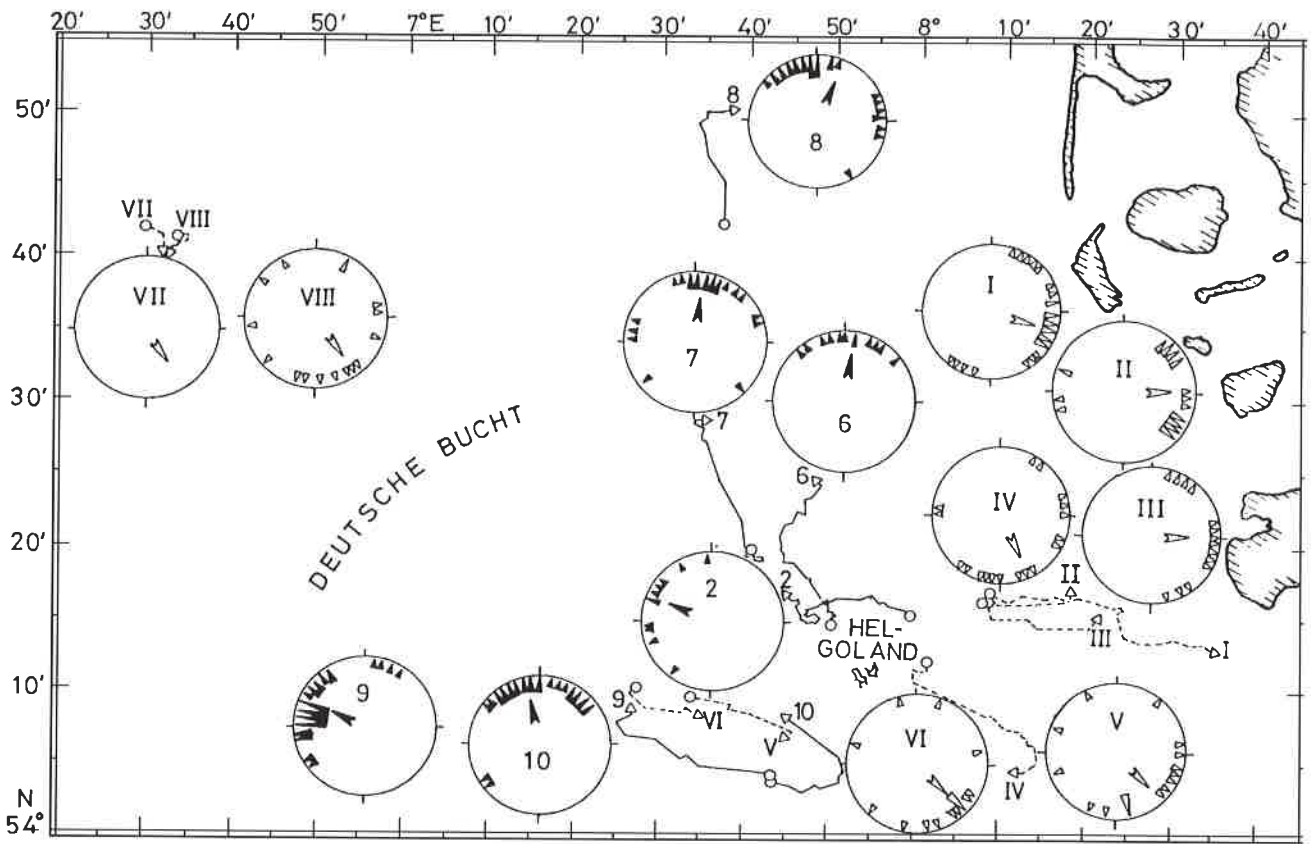 20' 30' 40' 50' 7°E 10' 20' 30' 40' 50' 8° 10' 20' 30' 40'
50'
8
8
VII
VIII
40'
VII
VIII
I
7
II
30'
7
6
6
IV
III
DEUTSCHE BUCHT
20'
2
2
II
HEL-
GOLAND
III
I
10'
9
9
VI
10
10
V
VI
IV
V
N
54°